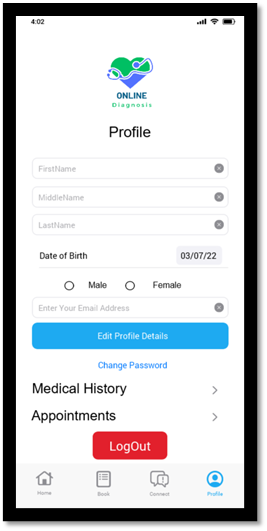 4:02
ONLINE
Diagnosis
Profile
FirstName
MiddleName
LastName
Date of Birth 03/07/22
Male Female
Enter Your Email Address
Edit Profile Details
Change Password
Medical History
Appointments
LogOut
Home Book Connect Profile